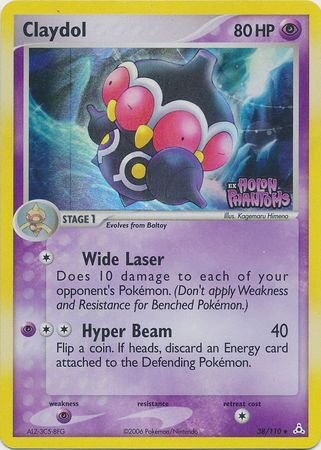 Claydol 80 HP
EX
HOLON
PHANTOMS
Illus. Kagemaru Himeno
STAGE 1
Evolves from Baltoy
Wide Laser
Does 10 damage to each of your
opponent's Pokémon. (Don't apply Weakness
and Resistance for Benched Pokémon.)
Hyper Beam 40
Flip a coin. If heads, discard an Energy card
attached to the Defending Pokémon.
weakness resistance retreat cost
A1Z-3C5-8FG ©2006 Pokémon/Nintendo 38/110